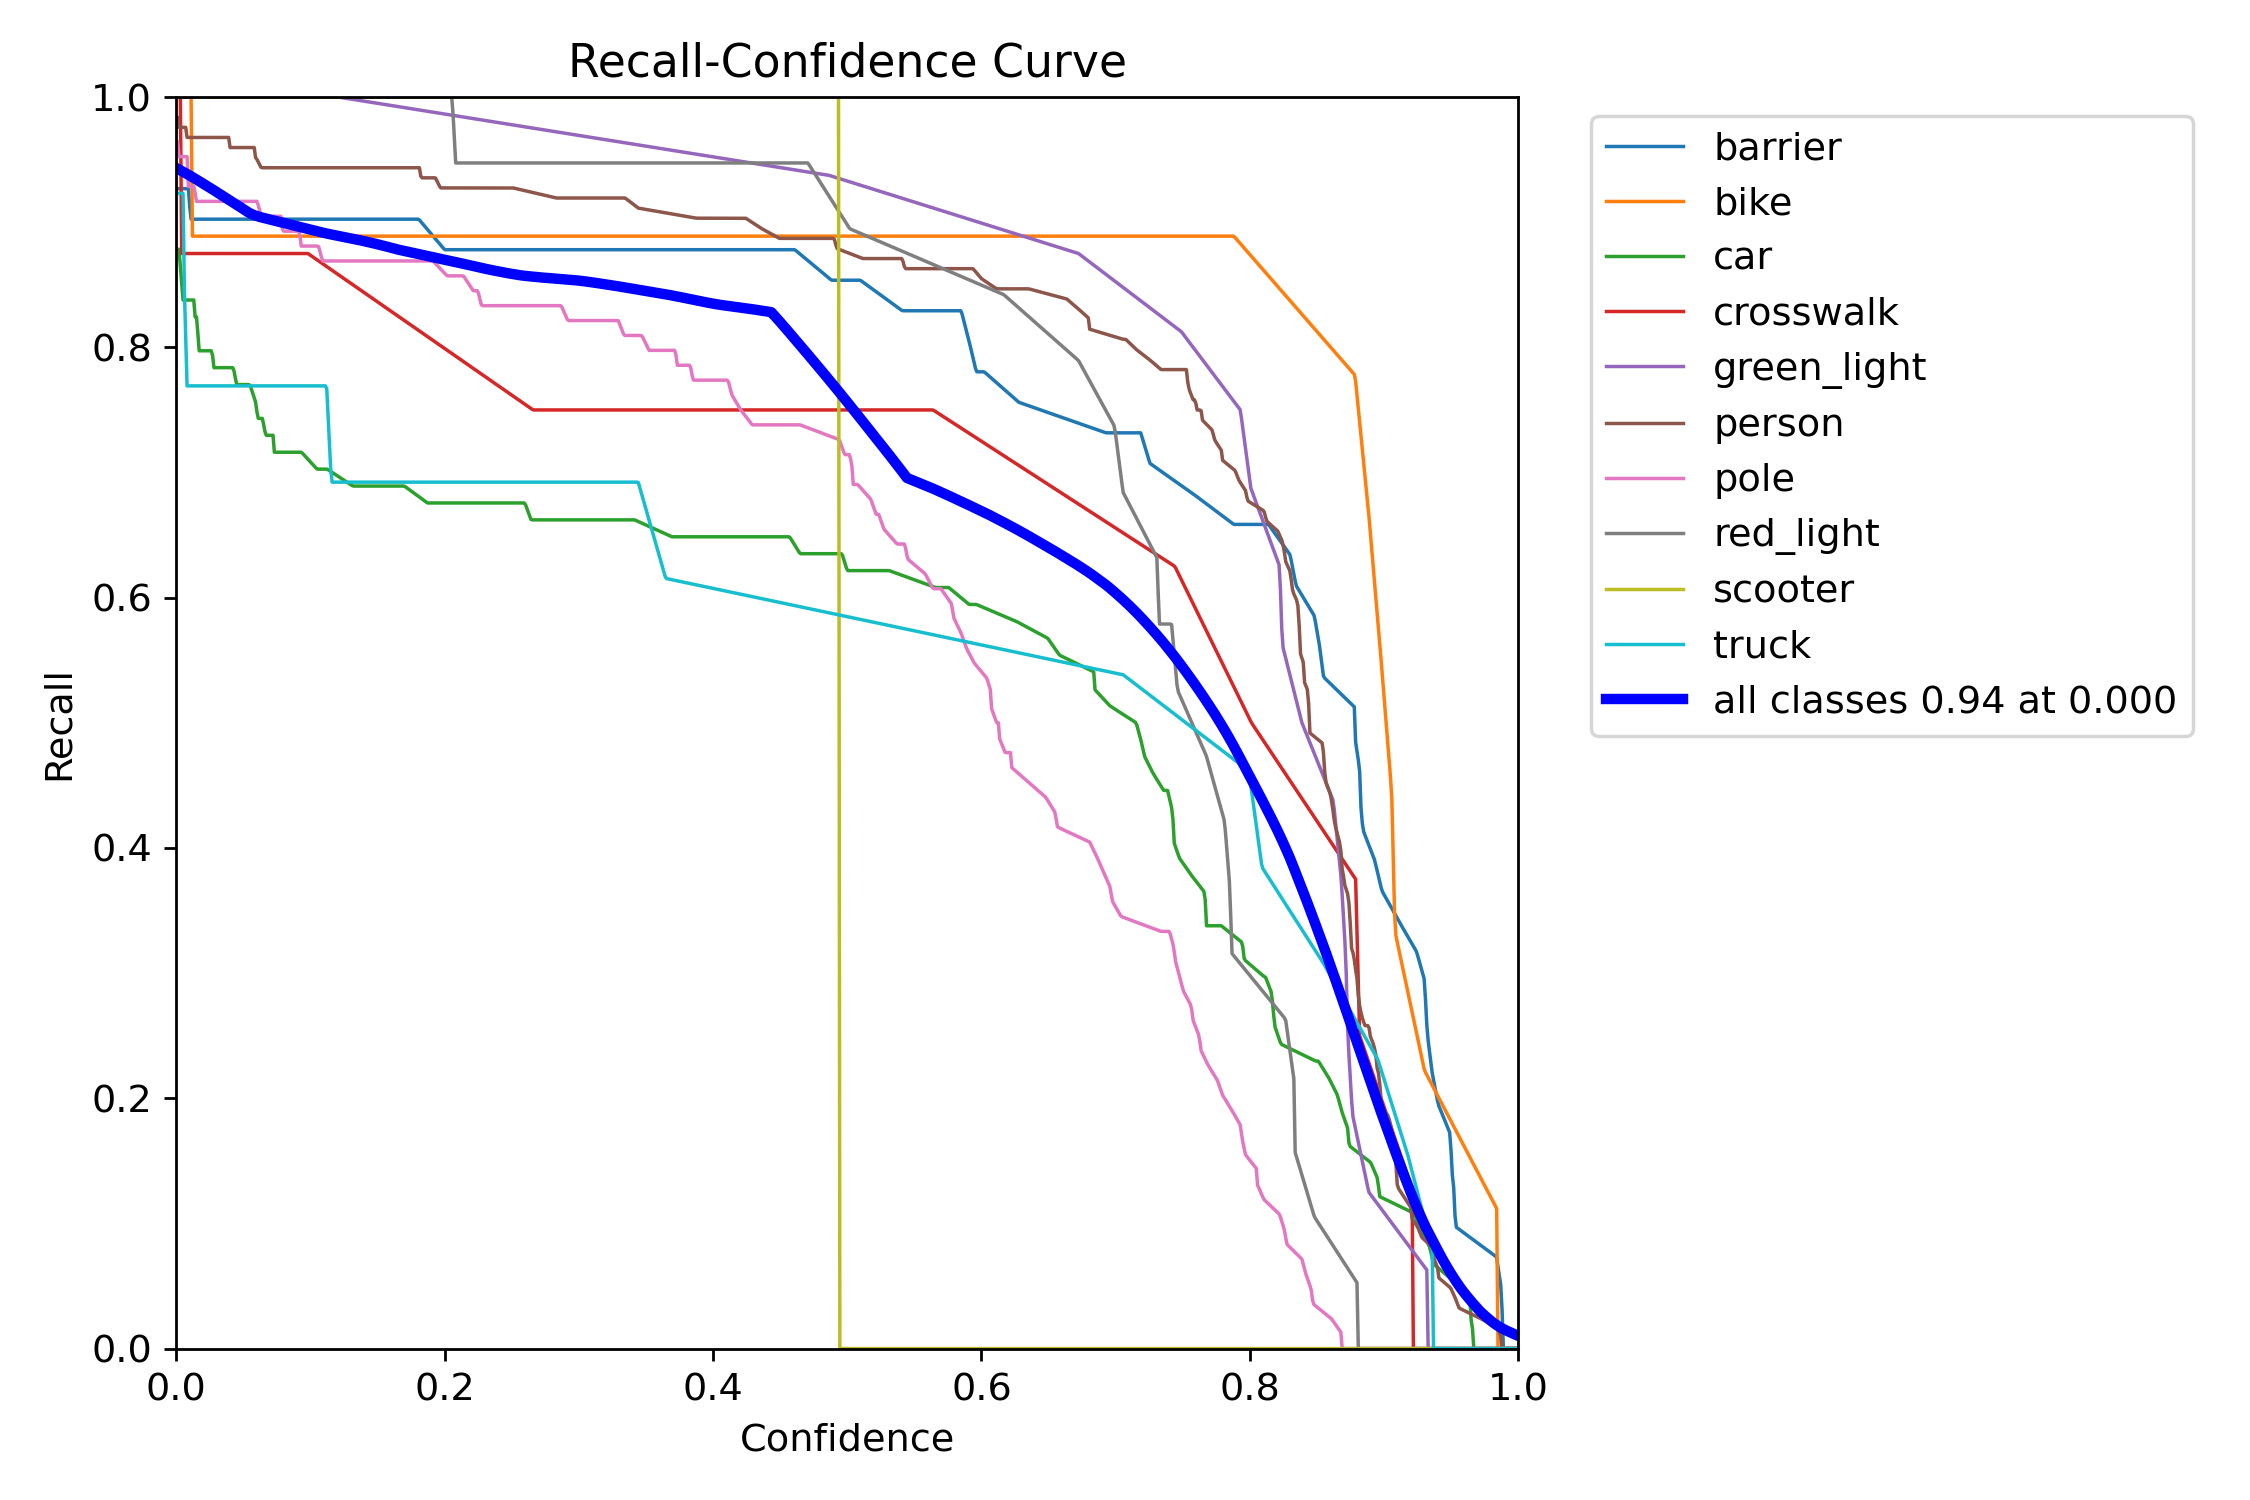 Recall-Confidence Curve
1.0
0.8
0.6
0.4
0.2
0.0
Recall
0.0 0.2 0.4 0.6 0.8 1.0
Confidence
barrier
bike
car
crosswalk
green_light
person
pole
red_light
scooter
truck
all classes 0.94 at 0.000